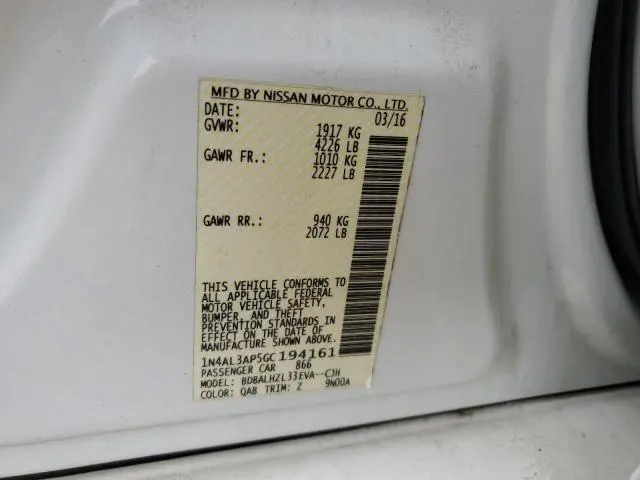 MFD BY NISSAN MOTOR CO., LTD.
DATE: 03/16
GVWR: 1917 KG
4226 LB
GAWR FR.: 1010 KG
2227 LB
GAWR RR.: 940 KG
2072 LB
THIS VEHICLE CONFORMS TO
ALL APPLICABLE FEDERAL
MOTOR VEHICLE SAFETY,
BUMPER, AND THEFT
PREVENTION STANDARDS IN
EFFECT ON THE DATE OF
MANUFACTURE SHOWN ABOVE.
1N4AL3AP5GC194161
PASSENGER CAR 866
MODEL: BDBALHZL33EVA--CJH
COLOR: QAB TRIM: Z 9N00A